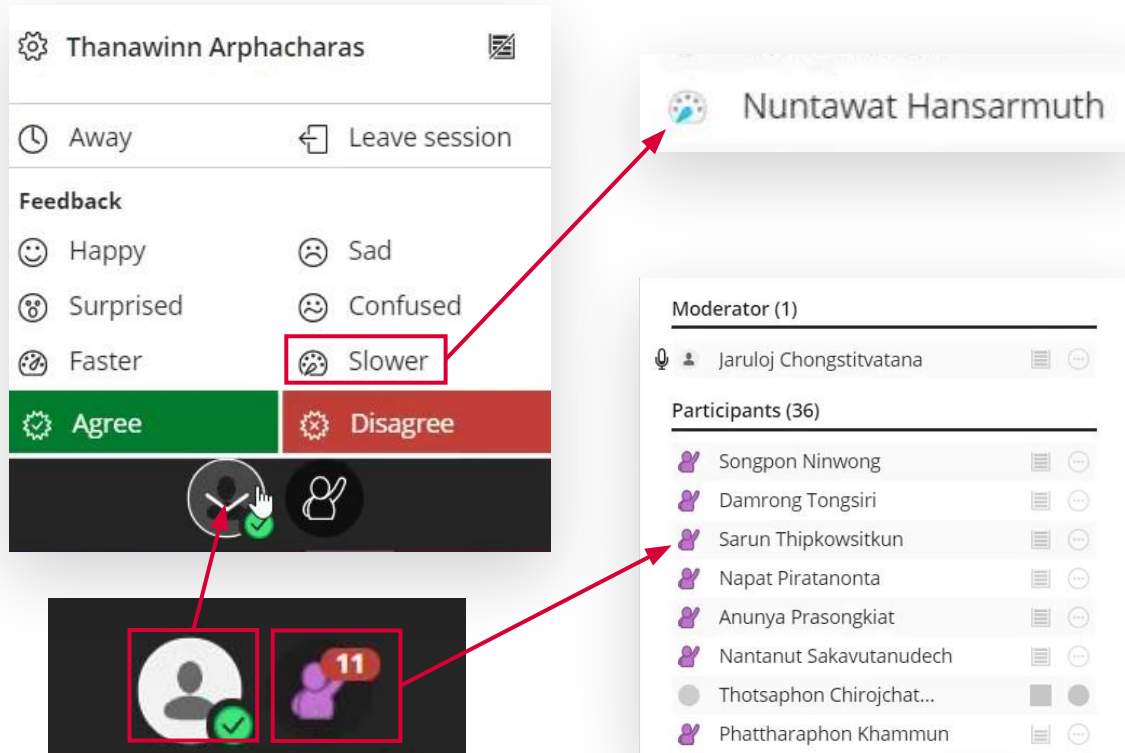 Thanawinn Arphacharas
Away
Leave session
Feedback
Happy
Sad
Surprised
Confused
Faster
Slower
Agree
Disagree
11
Nuntawat Hansarmuth
Moderator (1)
Jaruloj Chongstitvatana
Participants (36)
Songpon Ninwong
Damrong Tongsiri
Sarun Thipkowsitkun
Napat Piratanonta
Anunya Prasongkiat
Nantanut Sakavutanudech
Thotsaphon Chirojchat...
Phattharaphon Khammun